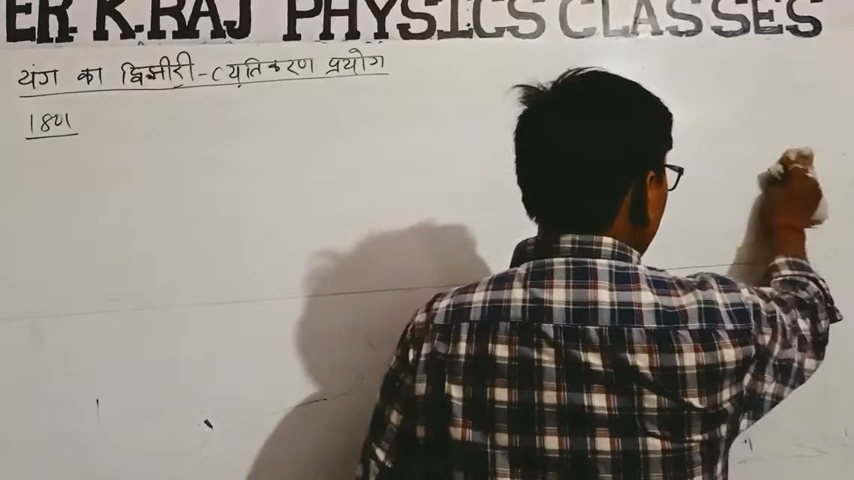 ER K.RAJ PHYSICS CLASSES
यंग का द्विझीरी-व्यतिकरण प्रयोग
1801